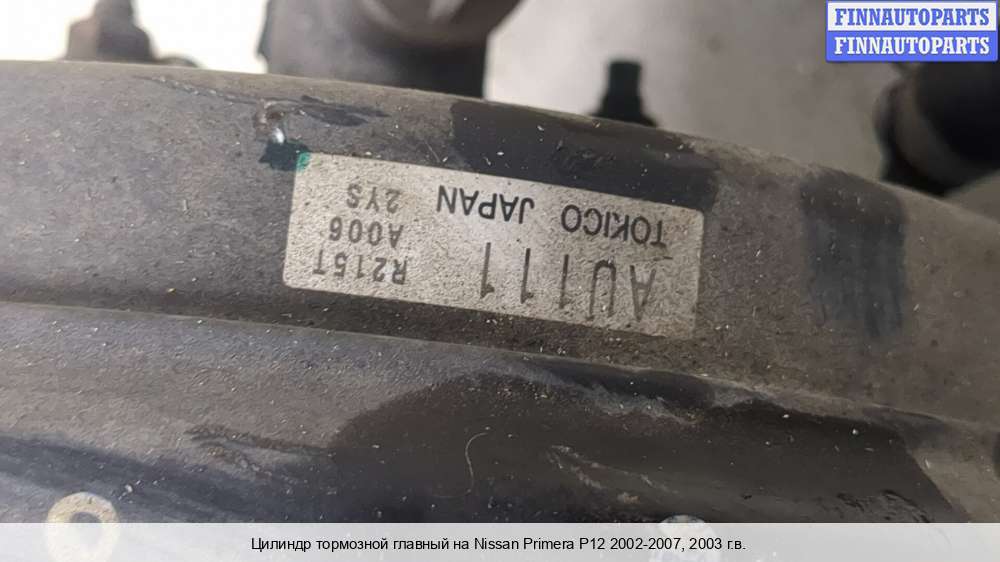 FINNAUTOPARTS
FINNAUTOPARTS
AU111 R215T
A006
TOKICO JAPAN 2YS
Цилиндр тормозной главный на Nissan Primera P12 2002-2007, 2003 г.в.